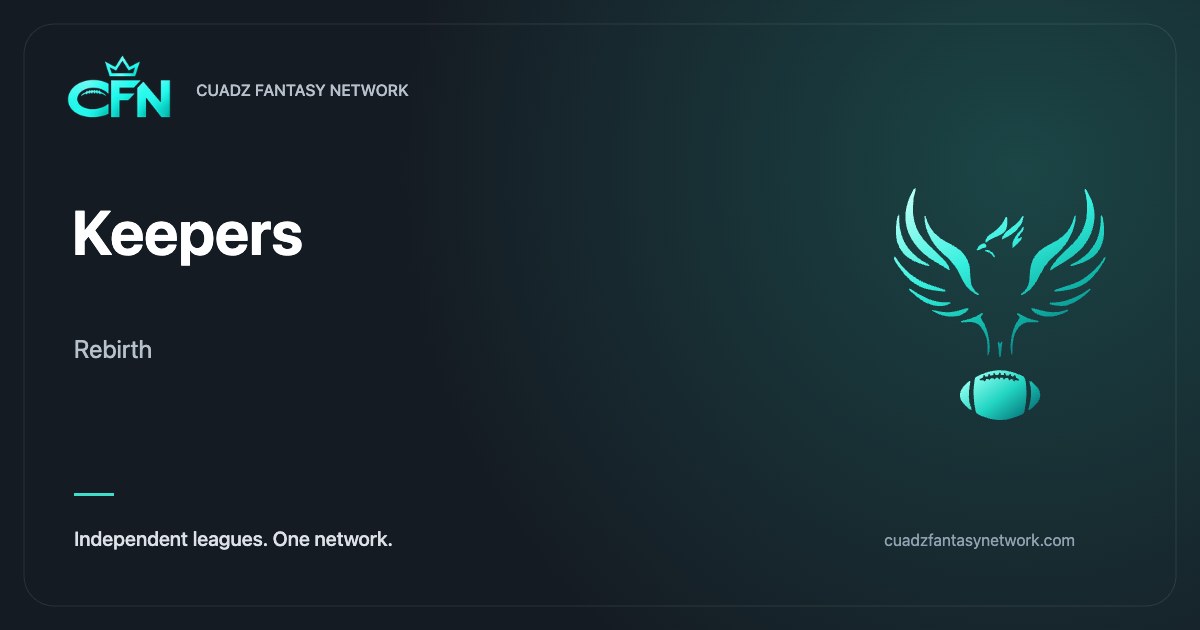 CFN
CUADZ FANTASY NETWORK
Keepers
Rebirth
Independent leagues. One network.
cuadzfantasynetwork.com